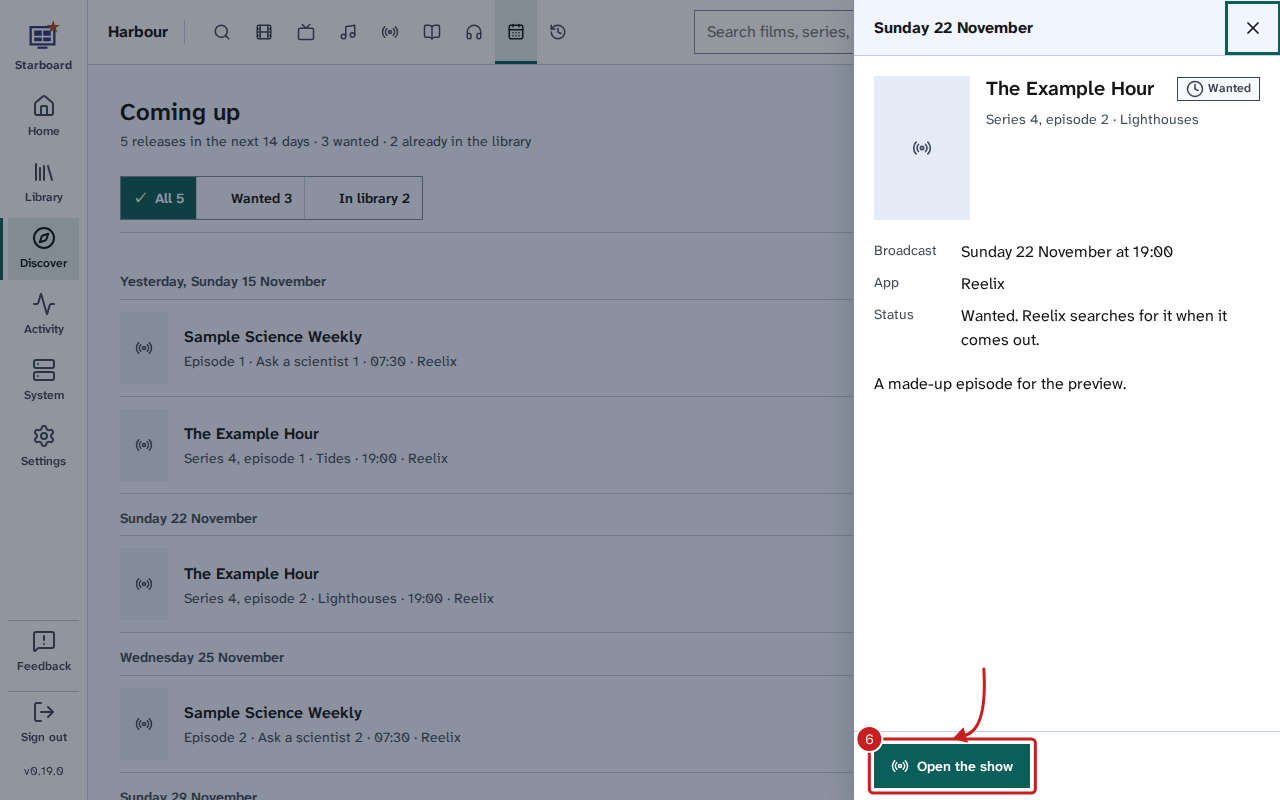 Starboard
Home
Library
Discover
Activity
System
Settings
Feedback
Sign out
v0.19.0
Harbour
Search films, series,
Coming up
5 releases in the next 14 days · 3 wanted · 2 already in the library
✓ All 5
Wanted 3
In library 2
Yesterday, Sunday 15 November
Sample Science Weekly
Episode 1 · Ask a scientist 1 · 07:30 · Reelix
The Example Hour
Series 4, episode 1 · Tides · 19:00 · Reelix
Sunday 22 November
The Example Hour
Series 4, episode 2 · Lighthouses · 19:00 · Reelix
Wednesday 25 November
Sample Science Weekly
Episode 2 · Ask a scientist 2 · 07:30 · Reelix
Sunday 29 November
Sunday 22 November
The Example Hour
Wanted
Series 4, episode 2 · Lighthouses
Broadcast Sunday 22 November at 19:00
App Reelix
Status Wanted. Reelix searches for it when it
comes out.
A made-up episode for the preview.
6
Open the show